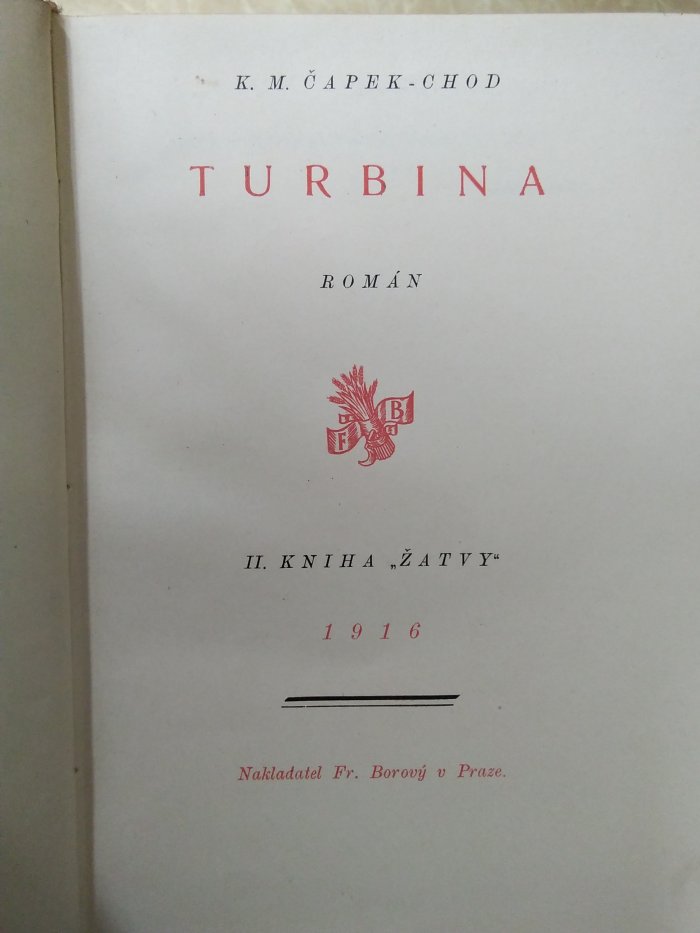 K. M. ČAPEK-CHOD
TURBINA
ROMÁN
F B
II. KNIHA „ŽATVY“
1916
Nakladatel Fr. Borový v Praze.